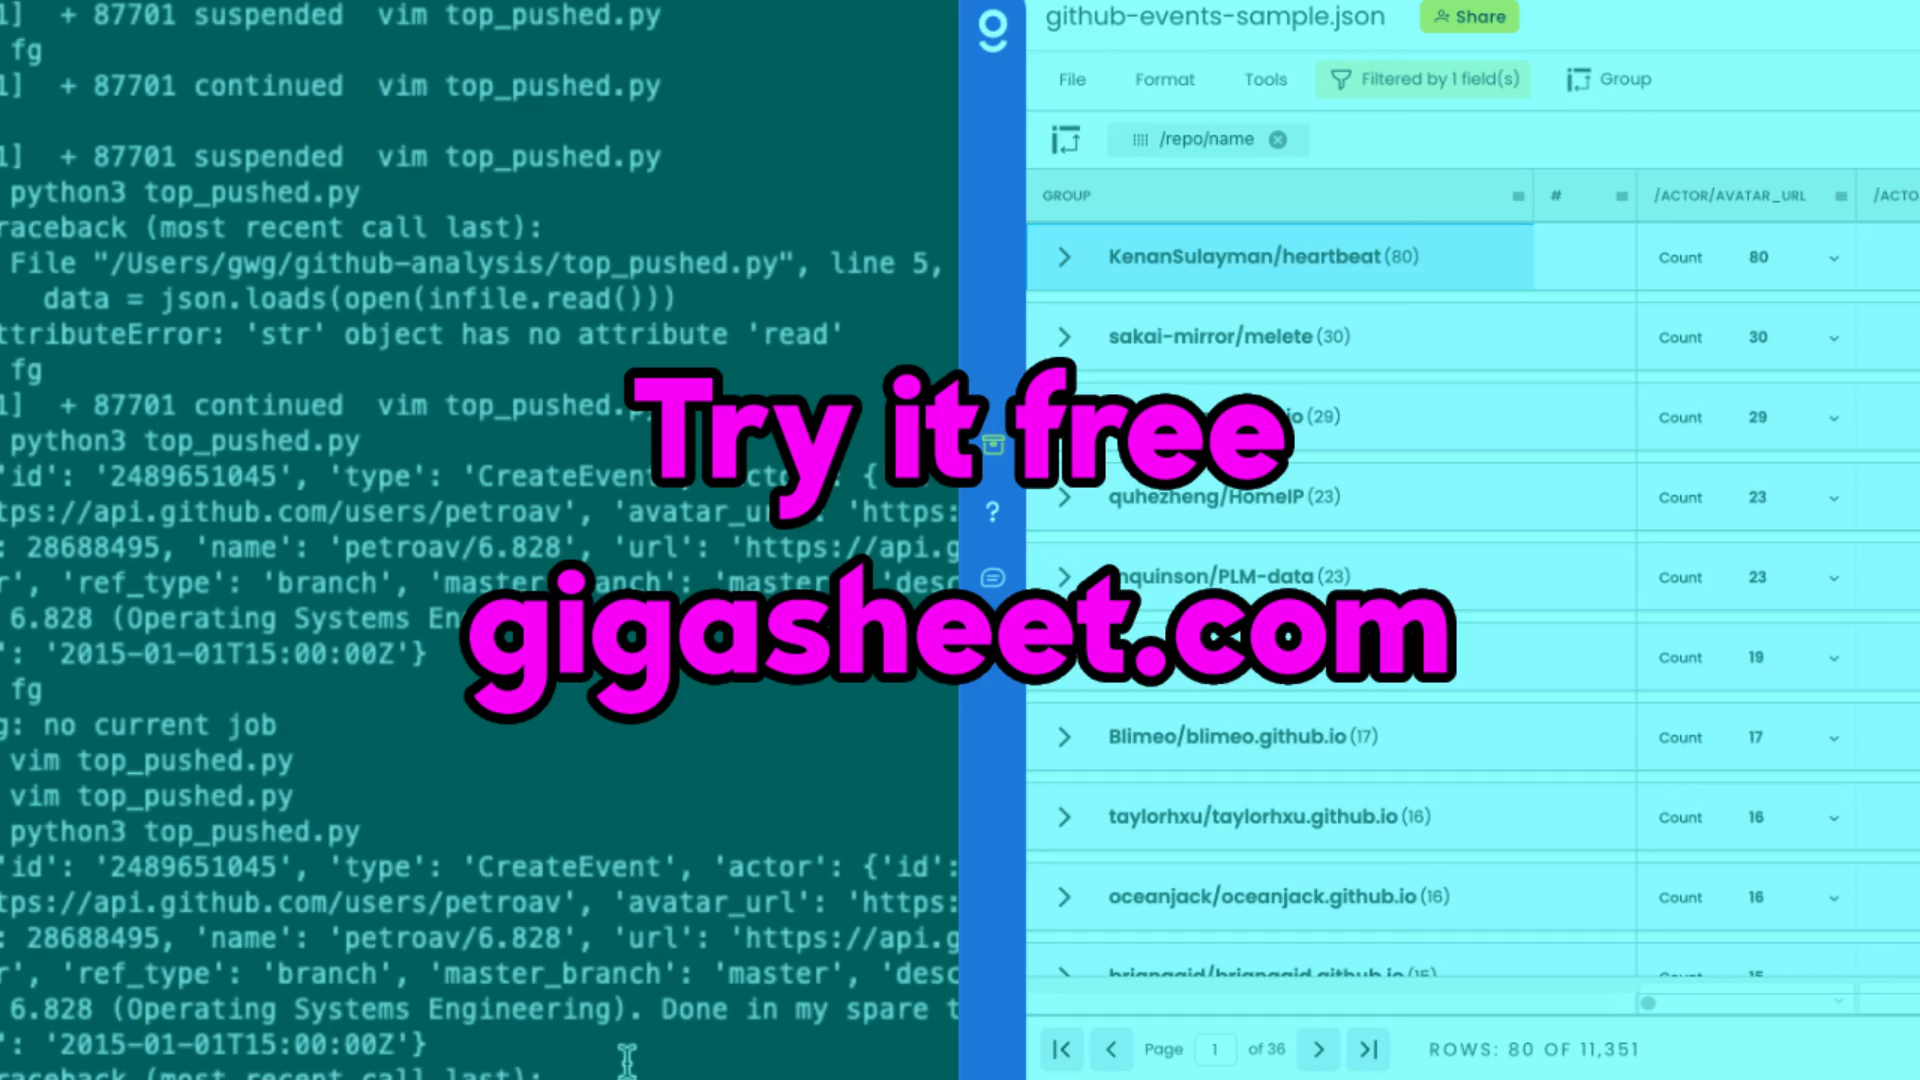 1] + 87701 suspended vim top_pushed.py
fg
1] + 87701 continued vim top_pushed.py
1] + 87701 suspended vim top_pushed.py
python3 top_pushed.py
raceback (most recent call last):
File "/Users/gwg/github-analysis/top_pushed.py", line 5,
data = json.loads(open(infile.read()))
ttributeError: 'str' object has no attribute 'read'
fg
1] + 87701 continued vim top_pushed.
python3 top_pushed.py
'id': '2489651045', 'type': 'CreateEvent {
tps://api.github.com/users/petroav', 'avatar_u 'https:
: 28688495, 'name': 'petroav/6.828', 'url': 'https://api.g
r', 'ref_type': 'branch', 'master_ anch': 'master 'desc
6.828 (Operating Systems En
': '2015-01-01T15:00:00Z'}
fg
g: no current job
vim top_pushed.py
vim top_pushed.py
python3 top_pushed.py
'id': '2489651045', 'type': 'CreateEvent', 'actor': {'id':
tps://api.github.com/users/petroav', 'avatar_url': 'https:
: 28688495, 'name': 'petroav/6.828', 'url': 'https://api.g
r', 'ref_type': 'branch', 'master_branch': 'master', 'desc
6.828 (Operating Systems Engineering). Done in my spare t
': '2015-01-01T15:00:00Z'}
Try it free
gigasheet.com
github-events-sample.json Share
File Format Tools Filtered by 1 field(s) Group
/repo/name
GROUP # /ACTOR/AVATAR_URL /ACTO
KenanSulayman/heartbeat (80) Count 80
sakai-mirror/melete (30) Count 30
io (29) Count 29
quhezheng/HomeIP (23) Count 23
nquinson/PLM-data (23) Count 23
Count 19
Blimeo/blimeo.github.io (17) Count 17
taylorhxu/taylorhxu.github.io (16) Count 16
oceanjack/oceanjack.github.io (16) Count 16
Count 15
Page 1 of 36 ROWS: 80 OF 11,351